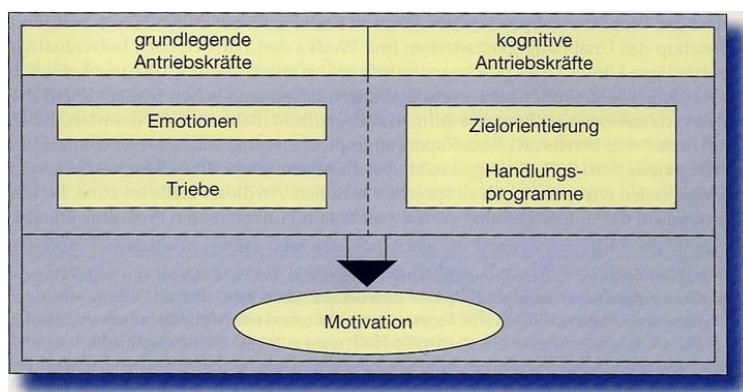 grundlegende
Antriebskräfte
kognitive
Antriebskräfte
Emotionen
Triebe
Zielorientierung
Handlungs-
programme
Motivation